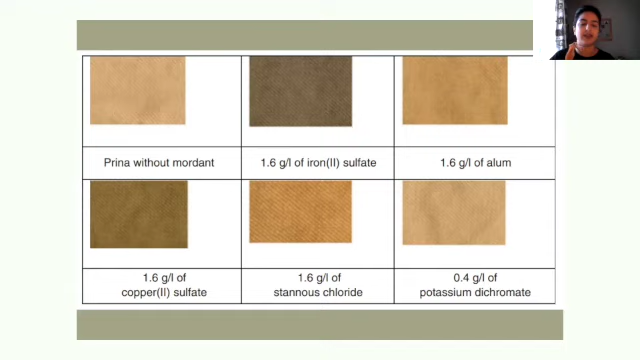 Prina without mordant
1.6 g/l of iron(II) sulfate
1.6 g/l of alum
1.6 g/l of
copper(II) sulfate
1.6 g/l of
stannous chloride
0.4 g/l of
potassium dichromate